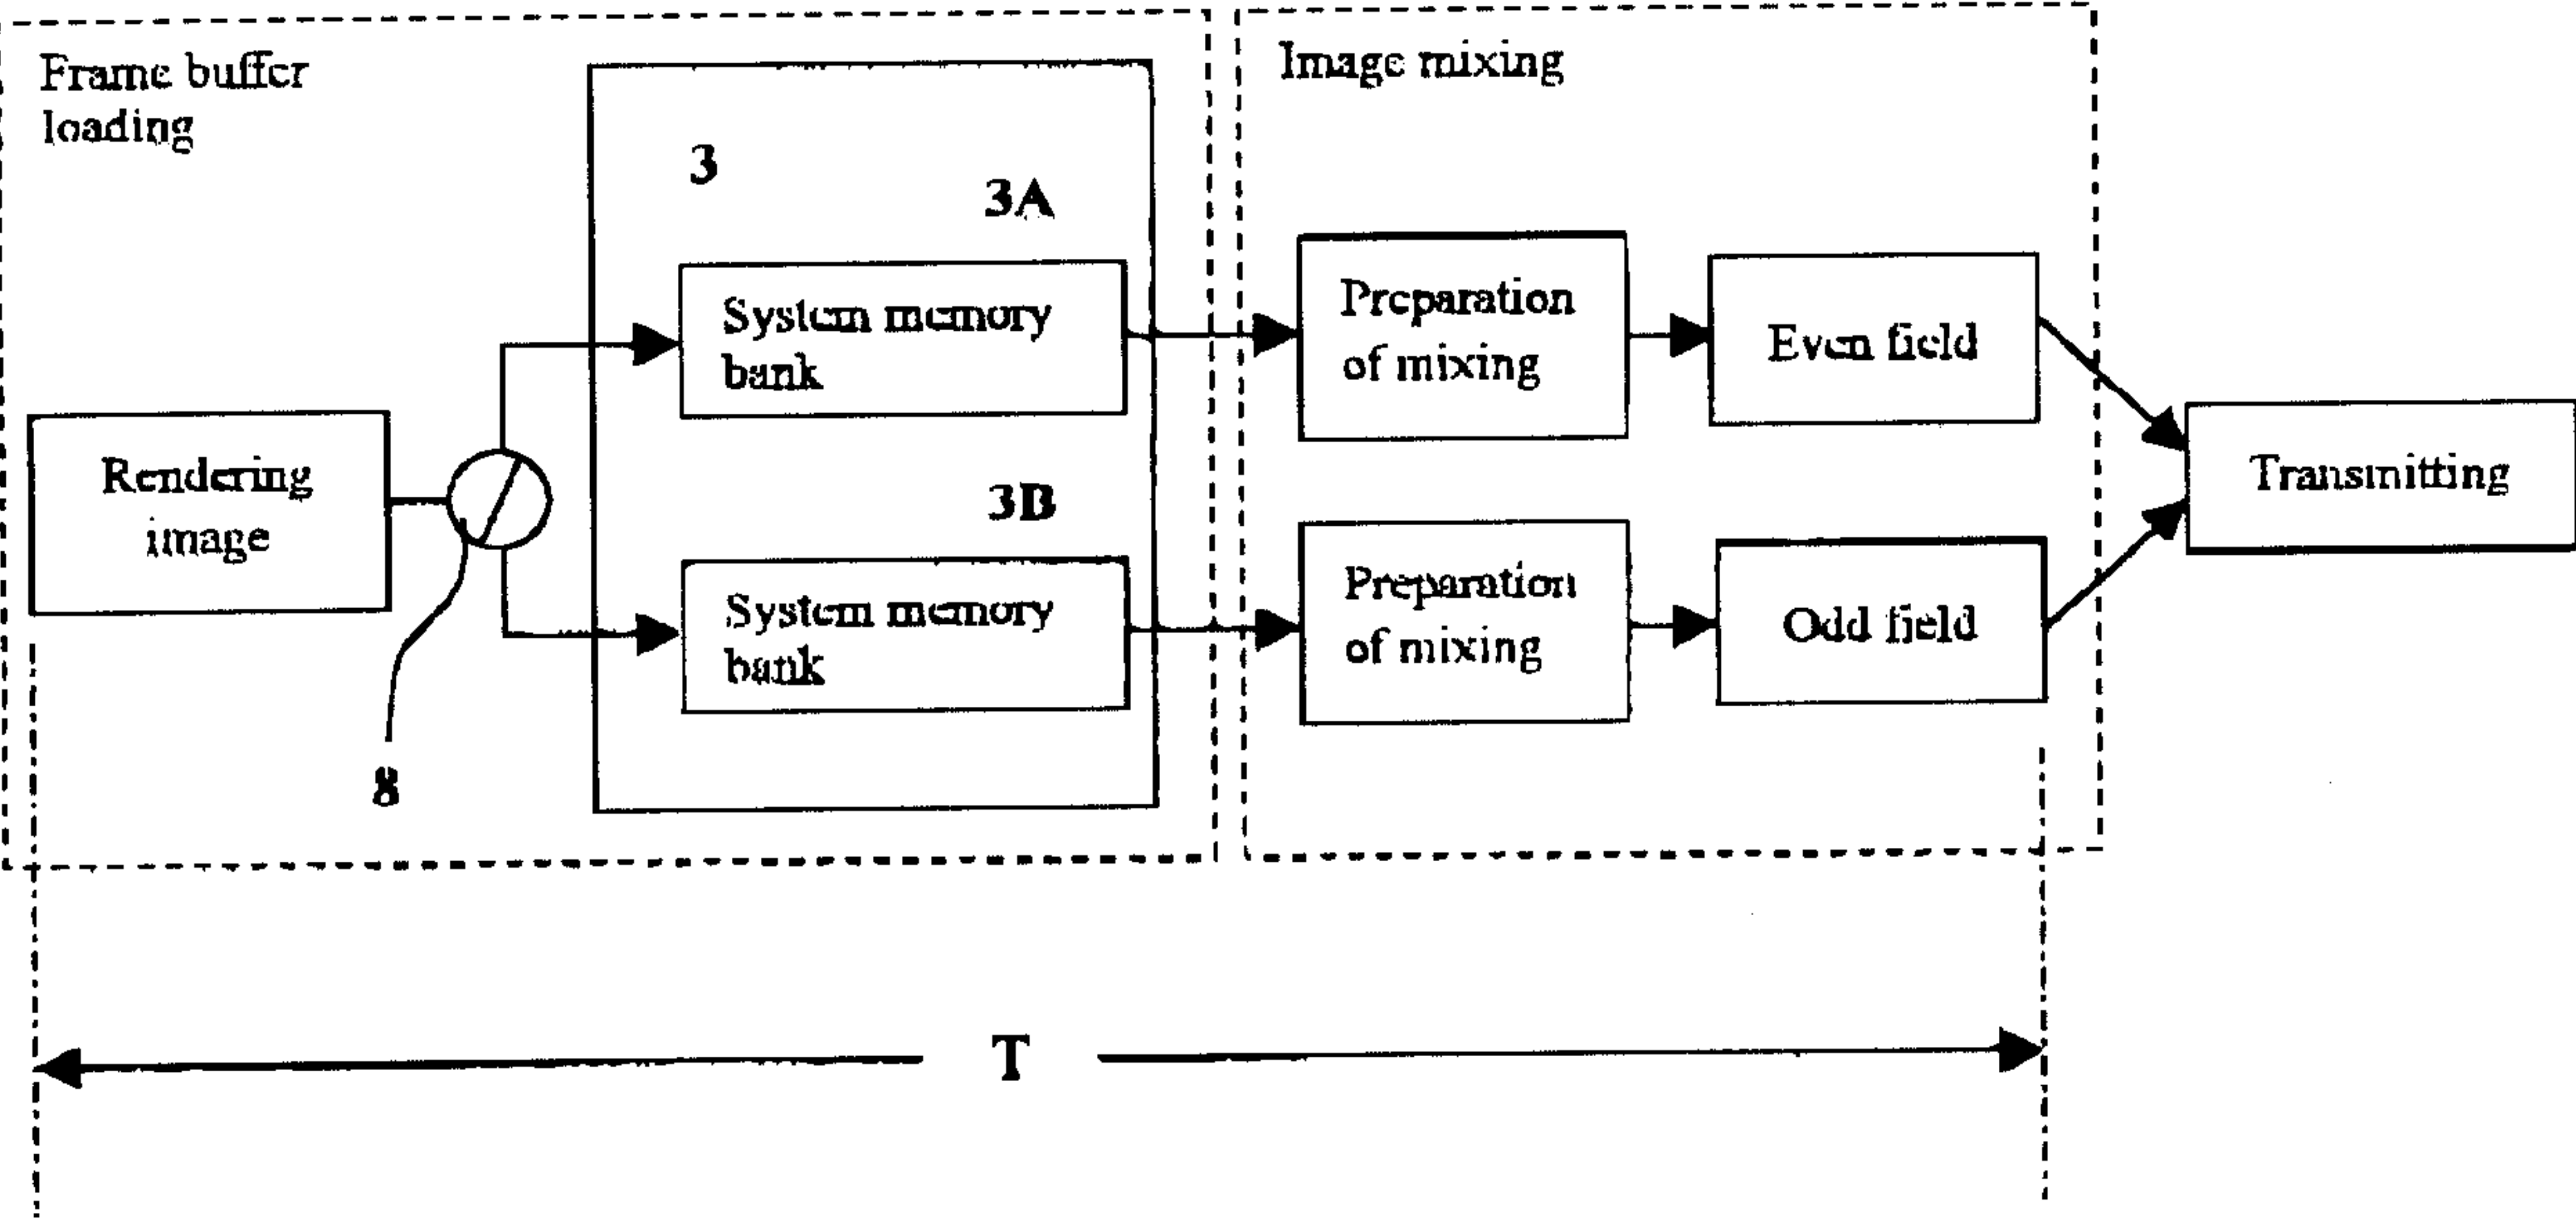 Frame buffer
loading
Image mixing
3
3A
System memory
bank
Preparation
of mixing
Even field
Rendering
image
Transmitting
3B
System memory
bank
Preparation
of mixing
Odd field
8
T